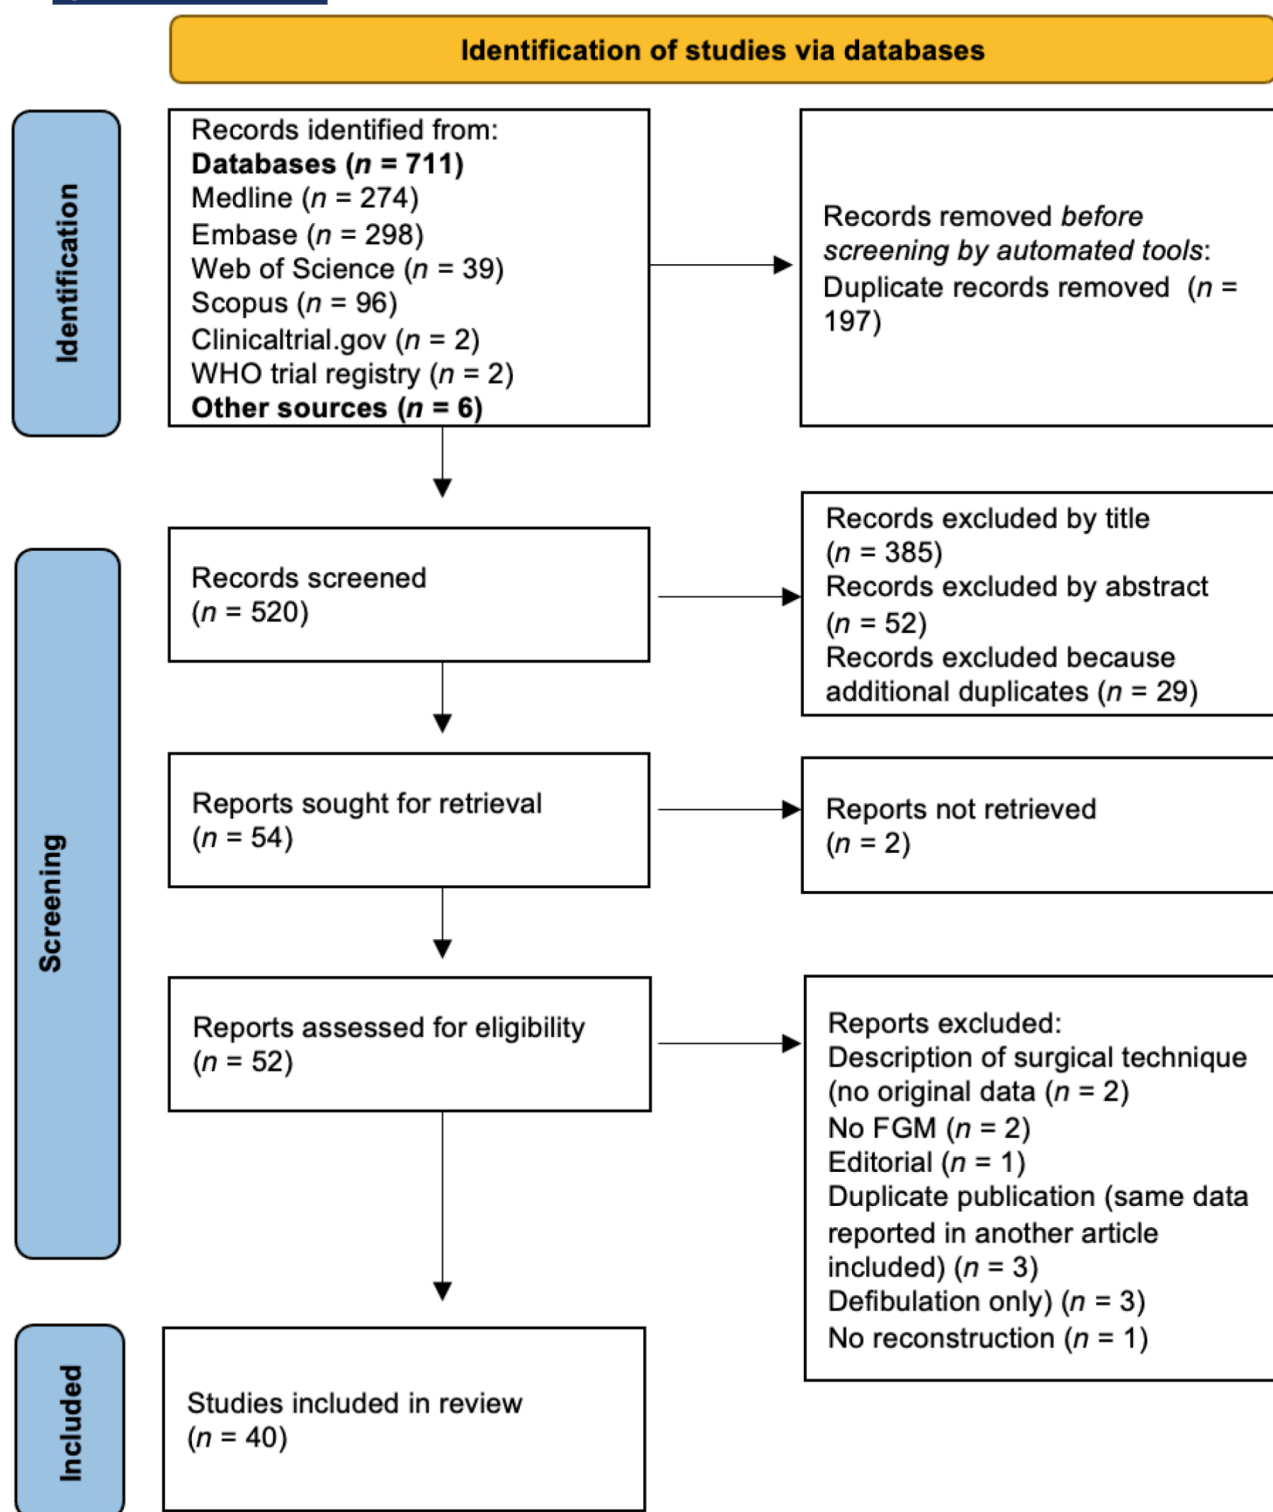 Identification of studies via databases
Identification
Records identified from:
Databases (n = 711)
Medline (n = 274)
Embase (n = 298)
Web of Science (n = 39)
Scopus (n = 96)
Clinicaltrial.gov (n = 2)
WHO trial registry (n = 2)
Other sources (n = 6)
Records removed before
screening by automated tools:
Duplicate records removed (n =
197)
Screening
Records screened
(n = 520)
Records excluded by title
(n = 385)
Records excluded by abstract
(n = 52)
Records excluded because
additional duplicates (n = 29)
Reports sought for retrieval
(n = 54)
Reports not retrieved
(n = 2)
Reports assessed for eligibility
(n = 52)
Reports excluded:
Description of surgical technique
(no original data (n = 2)
No FGM (n = 2)
Editorial (n = 1)
Duplicate publication (same data
reported in another article
included) (n = 3)
Defibulation only) (n = 3)
No reconstruction (n = 1)
Included
Studies included in review
(n = 40)